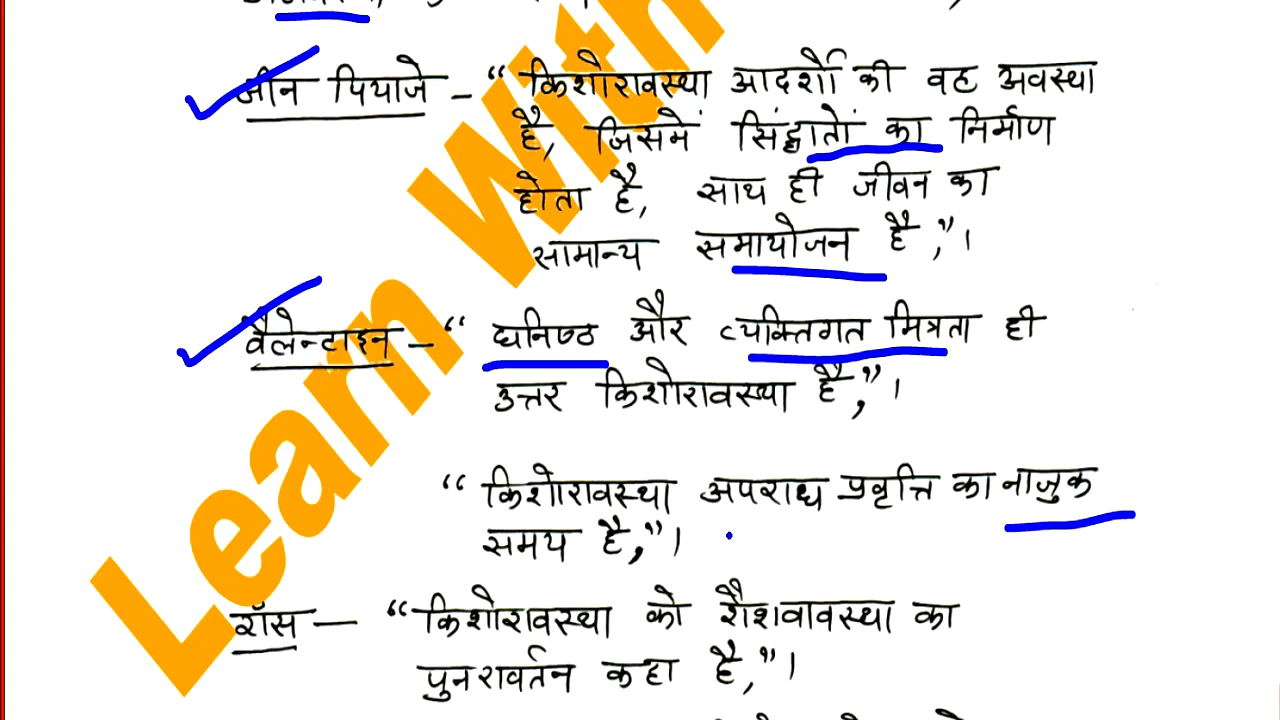 जीन पियाजे – “किशोरावस्था आदर्शों की वह अवस्था
है, जिसमें सिंद्धातों का निर्माण
होता है, साथ ही जीवन का
सामान्य समायोजन है,”।
वैलेन्टाइन – “ घनिष्ठ और व्यक्तिगत मित्रता ही
उत्तर किशोरावस्था है,”।
“ किशोरावस्था अपराध प्रवृत्ति का नाजुक
समय है,”।
रॉस — “किशोरावस्था को शैशवावस्था का
पुनरावर्तन कहा है,”।
Learn With